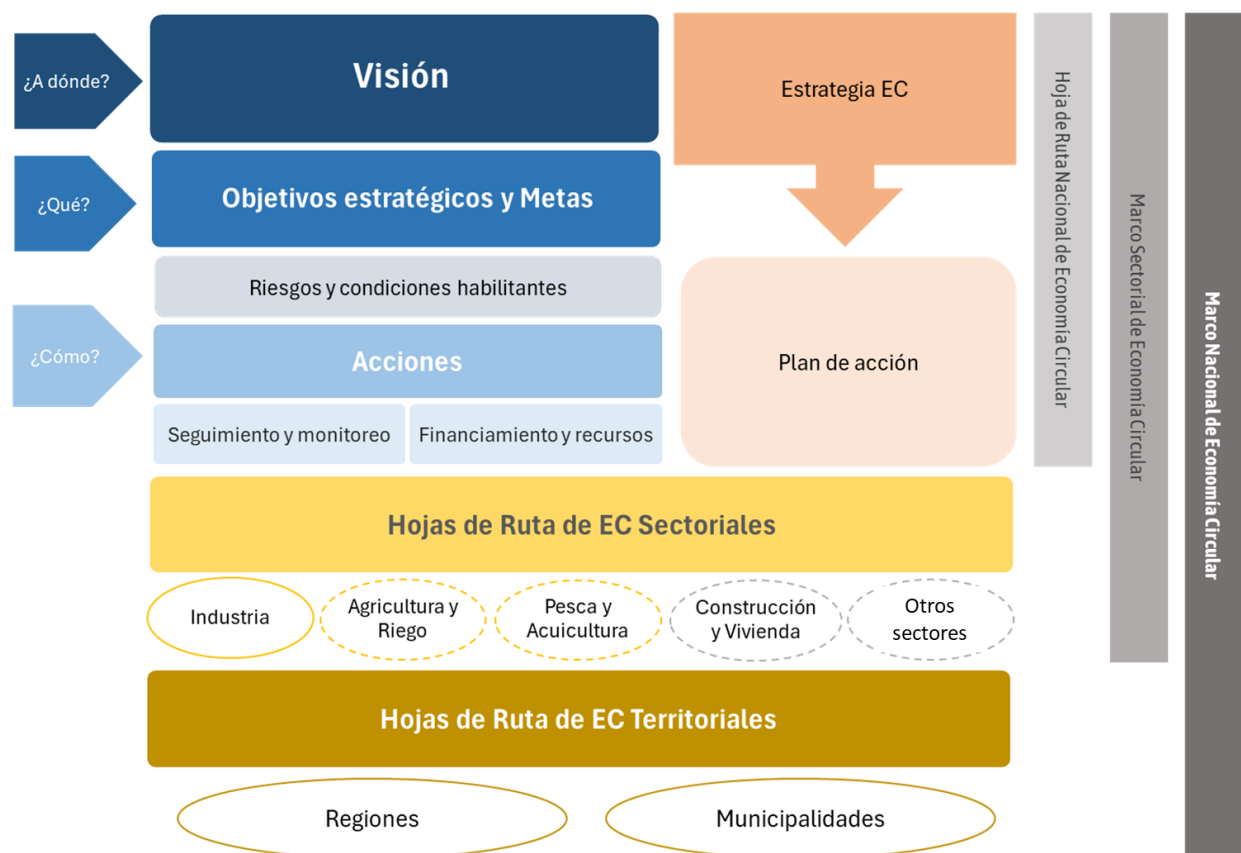 ¿A dónde?
Visión
Estrategia EC
¿Qué?
Objetivos estratégicos y Metas
Riesgos y condiciones habilitantes
¿Cómo?
Acciones
Plan de acción
Seguimiento y monitoreo
Financiamiento y recursos
Hojas de Ruta de EC Sectoriales
Industria
Agricultura y
Riego
Pesca y
Acuicultura
Construcción
y Vivienda
Otros
sectores
Hojas de Ruta de EC Territoriales
Regiones
Municipalidades
Hoja de Ruta Nacional de Economía Circular
Marco Sectorial de Economía Circular
Marco Nacional de Economía Circular